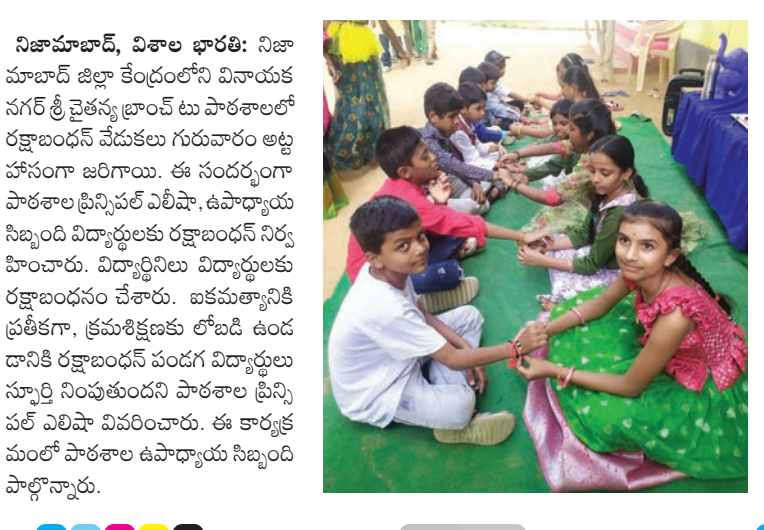 నిజామాబాద్, విశాల భారతి: నిజా
మాబాద్ జిల్లా కేంద్రంలోని వినాయక
నగర్ శ్రీ చైతన్య బ్రాంచ్ టు పాఠశాలలో
రక్షాబంధన్ వేడుకలు గురువారం అట్ట
హాసంగా జరిగాయి. ఈ సందర్భంగా
పాఠశాల ప్రిన్సిపల్ ఎలీషా, ఉపాధ్యాయ
సిబ్బంది విద్యార్థులకు రక్షాబంధన్ నిర్వ
హించారు. విద్యార్థినిలు విద్యార్థులకు
రక్షాబంధనం చేశారు. ఐకమత్యానికి
ప్రతీకగా, క్రమశిక్షణకు లోబడి ఉండ
డానికి రక్షాబంధన్ పండగ విద్యార్థులు
స్ఫూర్తి నింపుతుందని పాఠశాల ప్రిన్సి
పల్ ఎలిషా వివరించారు. ఈ కార్యక్ర
మంలో పాఠశాల ఉపాధ్యాయ సిబ్బంది
పాల్గొన్నారు.